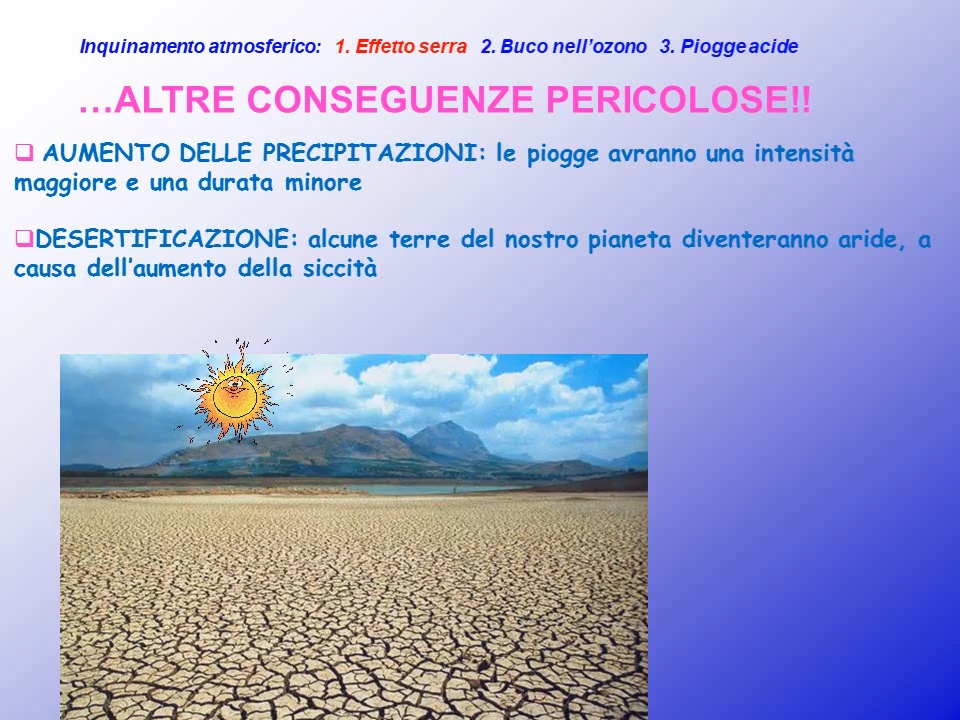 Inquinamento atmosferico: 1. Effetto serra 2. Buco nell’ozono 3. Piogge acide
…ALTRE CONSEGUENZE PERICOLOSE!!
❑ AUMENTO DELLE PRECIPITAZIONI: le piogge avranno una intensità
maggiore e una durata minore
❑DESERTIFICAZIONE: alcune terre del nostro pianeta diventeranno aride, a
causa dell’aumento della siccità